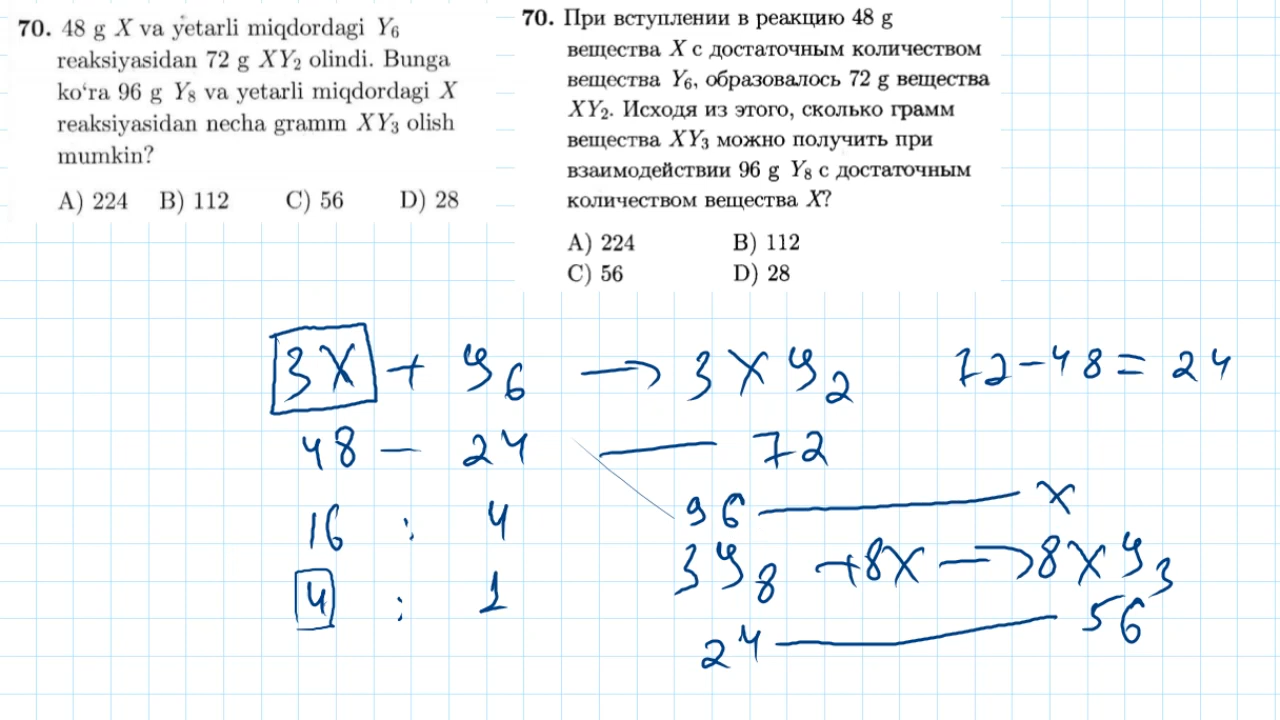 70. 48 g X va yetarli miqdordagi Y₆
reaksiyasidan 72 g XY₂ olindi. Bunga
ko‘ra 96 g Y₈ va yetarli miqdordagi X
reaksiyasidan necha gramm XY₃ olish
mumkin?
A) 224 B) 112 C) 56 D) 28
70. При вступлении в реакцию 48 g
вещества X с достаточным количеством
вещества Y₆, образовалось 72 g вещества
XY₂. Исходя из этого, сколько грамм
вещества XY₃ можно получить при
взаимодействии 96 g Y₈ с достаточным
количеством вещества X?
A) 224 B) 112
C) 56 D) 28
3X + Y₆ → 3XY₂ 72-48=24
48 – 24 — 72
96 — x
16 : 4
3Y₈ +8X → 8XY₃
4 : 1
24 — 56